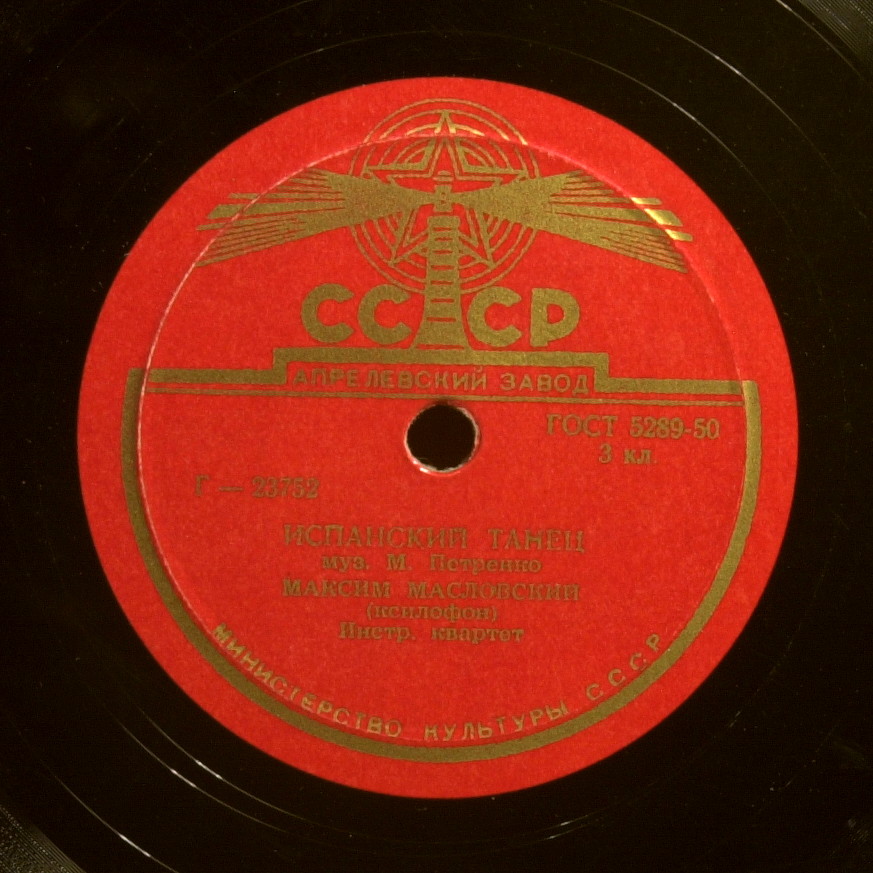 СССР
АПРЕЛЕВСКИЙ ЗАВОД
ГОСТ 5289-50
3 кл.
Г — 23752
ИСПАНСКИЙ ТАНЕЦ
муз. М. Петренко
МАКСИМ МАСЛОВСКИЙ
(ксилофон)
Инстр. квартет
МИНИСТЕРСТВО КУЛЬТУРЫ СССР